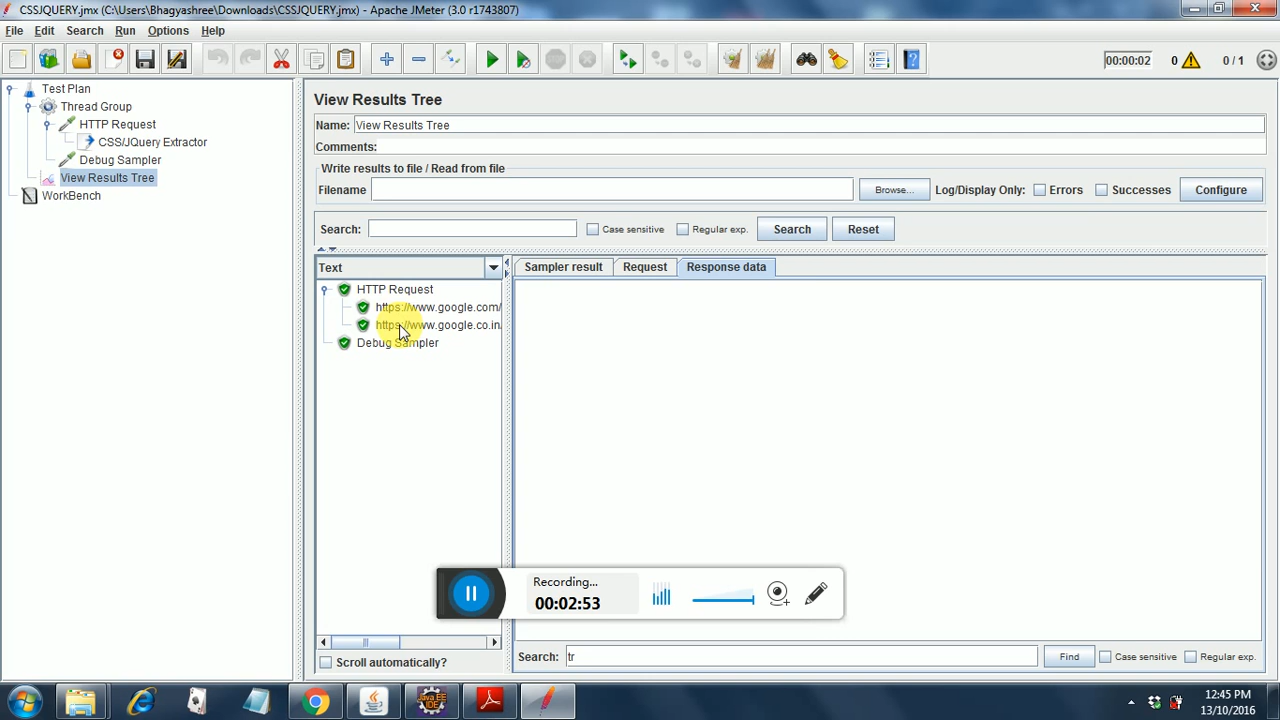 CSSJQUERY.jmx (C:\Users\Bhagyashree\Downloads\CSSJQUERY.jmx) - Apache JMeter (3.0 r1743807)
File Edit Search Run Options Help
00:00:02 0 0 / 1
Test Plan
Thread Group
HTTP Request
CSS/JQuery Extractor
Debug Sampler
View Results Tree
WorkBench
View Results Tree
Name: View Results Tree
Comments:
Write results to file / Read from file
Filename Browse... Log/Display Only: Errors Successes Configure
Search: Case sensitive Regular exp. Search Reset
Text
Sampler result Request Response data
HTTP Request
https://www.google.com/
https://www.google.co.in/
Debug Sampler
Recording...
00:02:53
Scroll automatically?
Search: tr Find Case sensitive Regular exp.
Java EE
IDE
12:45 PM
13/10/2016